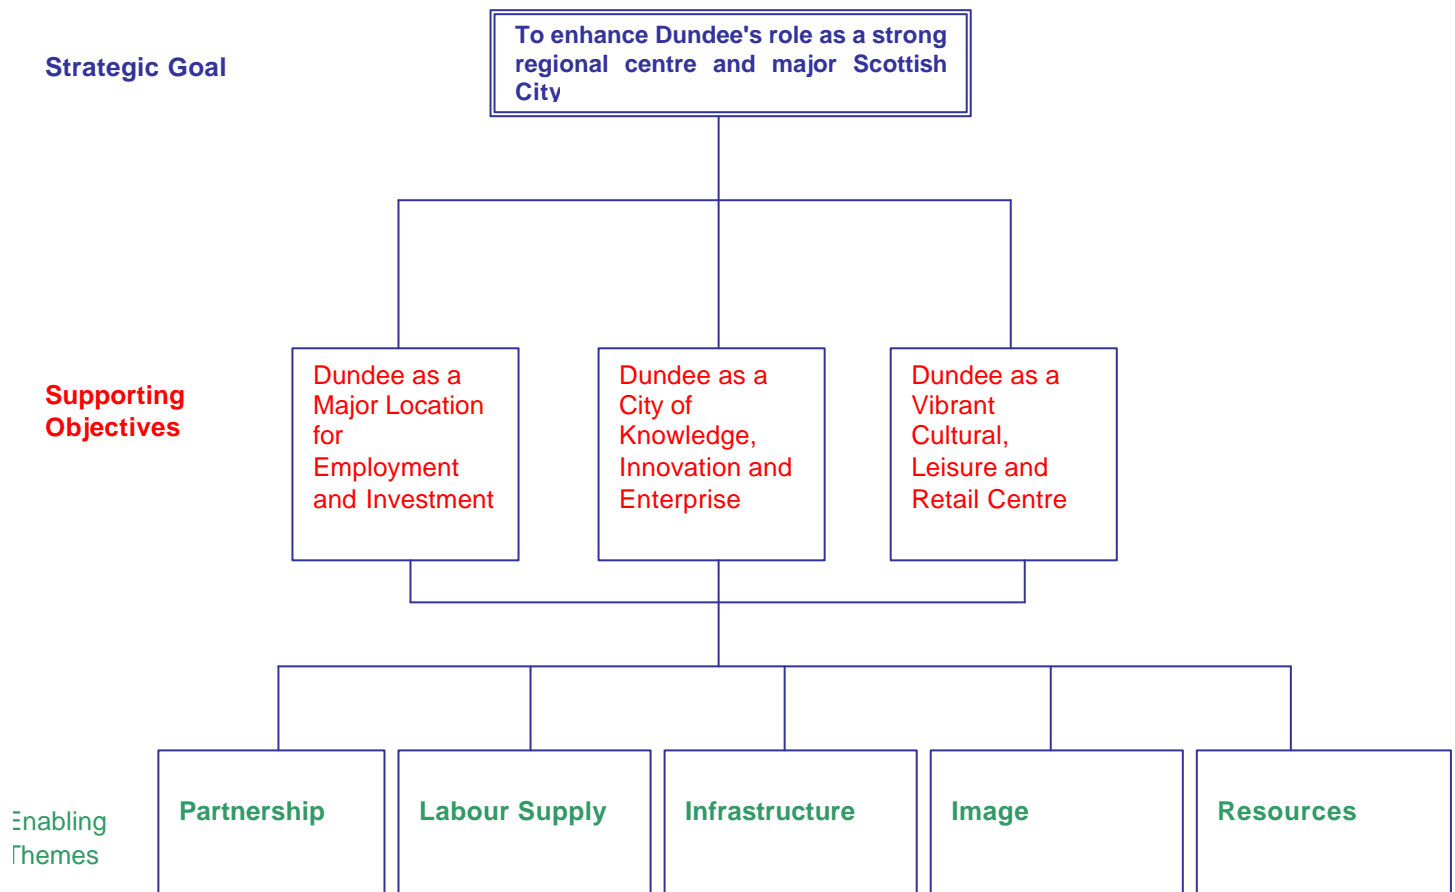 Strategic Goal
To enhance Dundee's role as a strong
regional centre and major Scottish
City
Supporting
Objectives
Dundee as a
Major Location
for
Employment
and Investment
Dundee as a
City of
Knowledge,
Innovation and
Enterprise
Dundee as a
Vibrant
Cultural,
Leisure and
Retail Centre
Enabling
Themes
Partnership
Labour Supply
Infrastructure
Image
Resources